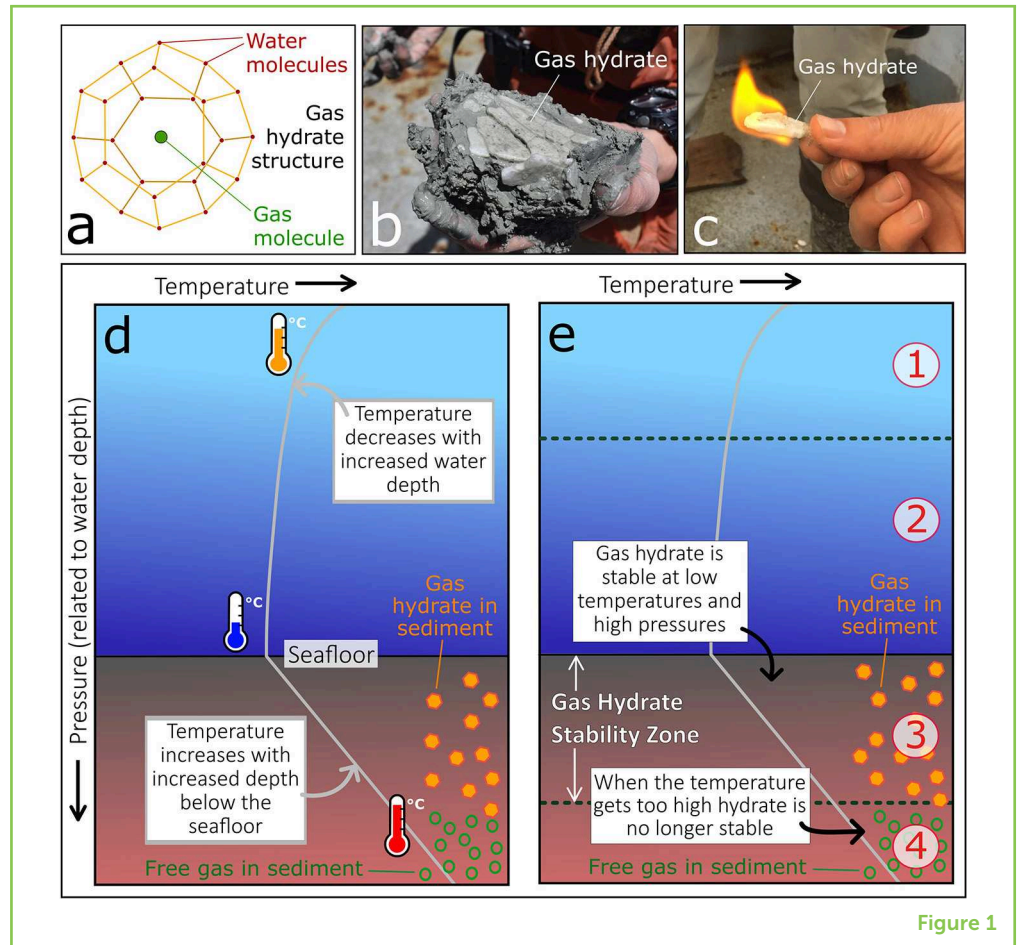 Water
molecules
Gas
hydrate
structure
Gas
molecule
a
Gas hydrate
b
Gas hydrate
c
Temperature
Pressure (related to water depth)
d
°C
Temperature
decreases with
increased water
depth
°C
Gas
hydrate in
sediment
Seafloor
Temperature
increases with
increased depth
below the
seafloor
°C
Free gas in sediment
Temperature
e
1
2
Gas hydrate is
stable at low
temperatures and
high pressures
Gas
hydrate in
sediment
Gas Hydrate
Stability Zone
3
When the temperature
gets too high hydrate is
no longer stable
4
Free gas in sediment
Figure 1